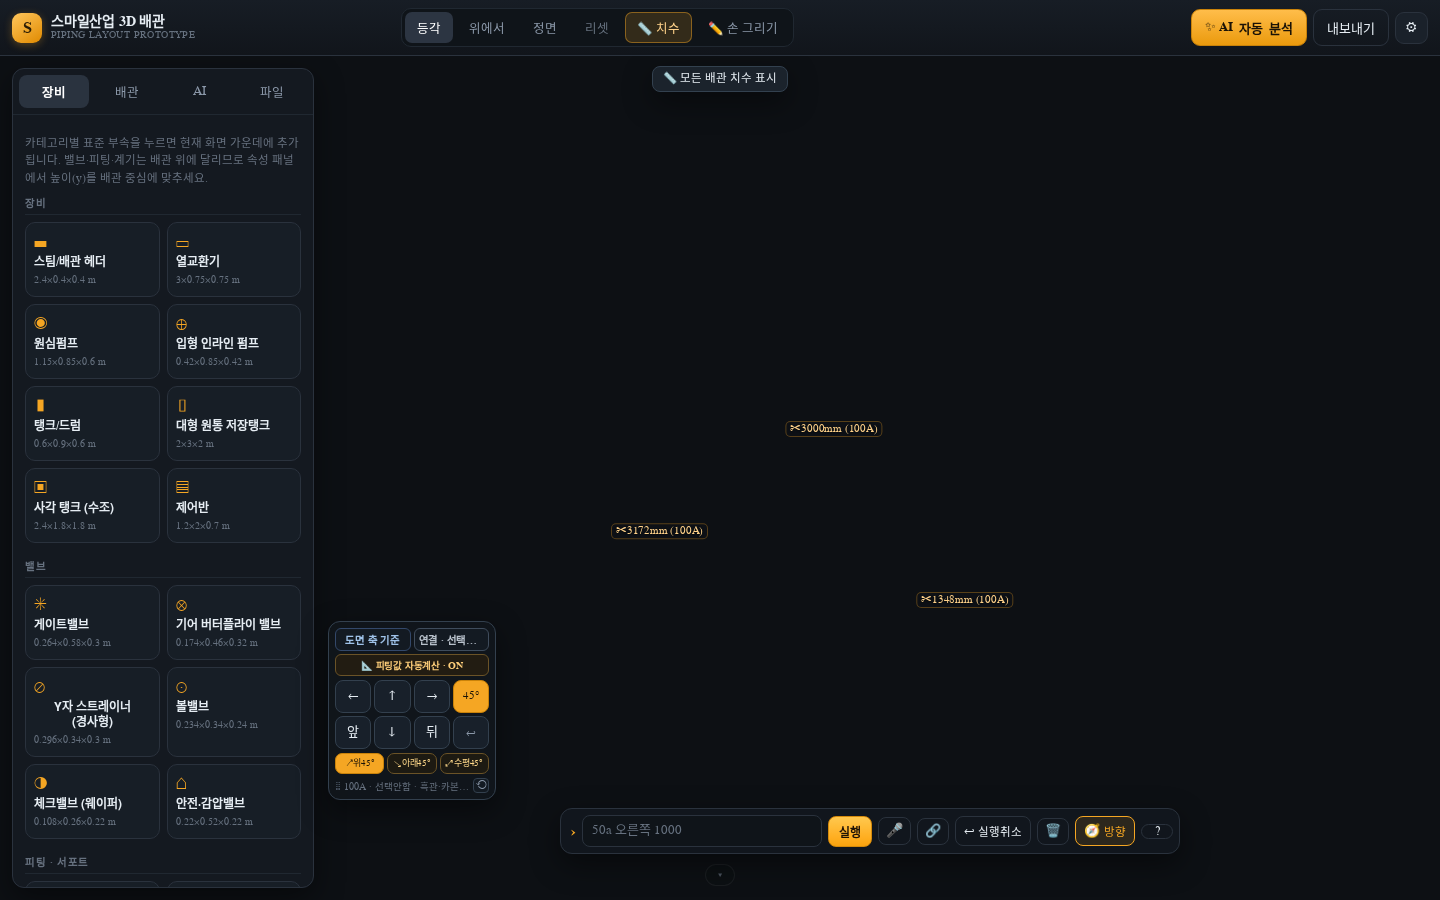 S
스마일산업 3D 배관
PIPING LAYOUT PROTOTYPE
등각 위에서 정면 리셋 📏 치수 ✏️ 손 그리기
✨ AI 자동 분석 내보내기 ⚙
📏 모든 배관 치수 표시
장비 배관 AI 파일
카테고리별 표준 부속을 누르면 현재 화면 가운데에 추가
됩니다. 밸브·피팅·계기는 배관 위에 달리므로 속성 패널
에서 높이(y)를 배관 중심에 맞추세요.
장비
스팀/배관 헤더
2.4×0.4×0.4 m
열교환기
3×0.75×0.75 m
원심펌프
1.15×0.85×0.6 m
입형 인라인 펌프
0.42×0.85×0.42 m
탱크/드럼
0.6×0.9×0.6 m
대형 원통 저장탱크
2×3×2 m
사각 탱크 (수조)
2.4×1.8×1.8 m
제어반
1.2×2×0.7 m
밸브
게이트밸브
0.264×0.58×0.3 m
기어 버터플라이 밸브
0.174×0.46×0.32 m
Y자 스트레이너
(경사형)
0.296×0.34×0.3 m
볼밸브
0.234×0.34×0.24 m
체크밸브 (웨이퍼)
0.108×0.26×0.22 m
안전·감압밸브
0.22×0.52×0.22 m
피팅 · 서포트
✂3000mm (100A)
✂3172mm (100A)
✂1348mm (100A)
도면 축 기준 연결 · 선택…
📐 피팅값 자동계산 · ON
← ↑ → 45°
앞 ↓ 뒤 ↩
↗위45° ↘아래45° ⤢수평45°
100A · 선택안함 · 흑관·카본…
› 50a 오른쪽 1000 실행 🎤 🔗 ↩ 실행취소 🗑️ 🧭 방향 ?
▾